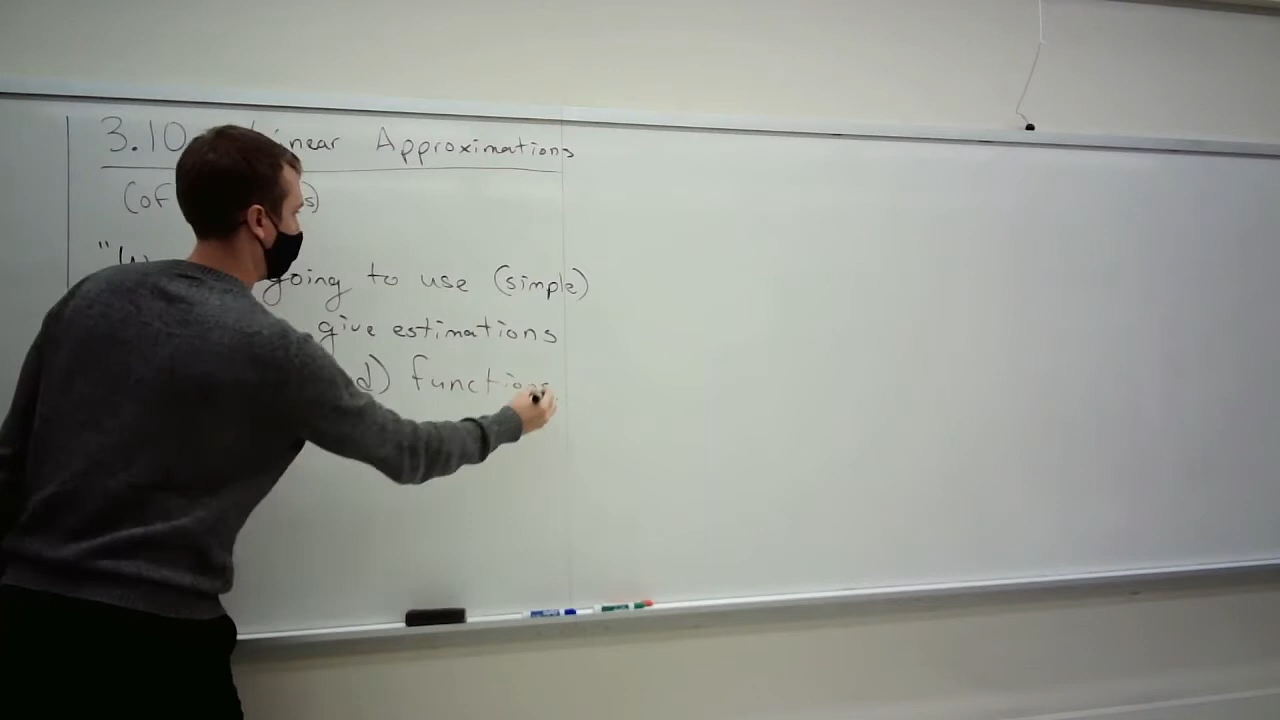 3.10 Linear Approximations
(of
"W going to use (simple)
give estimations
d) functions